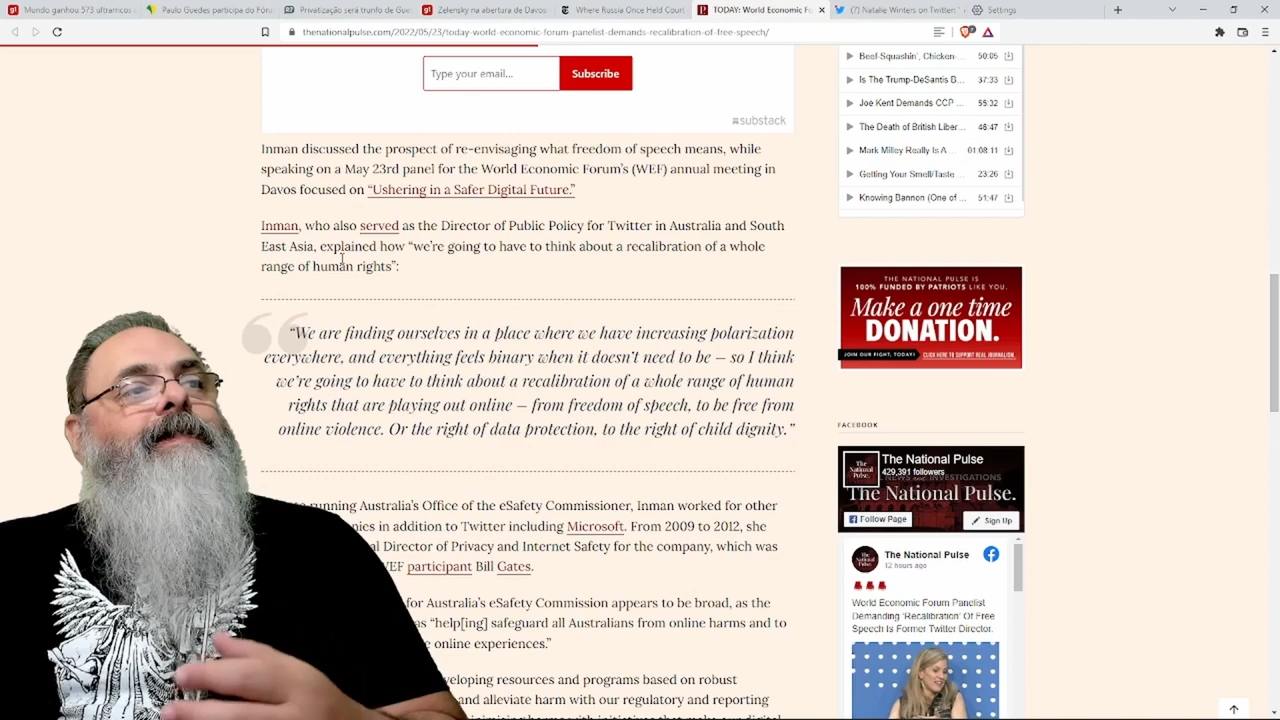 Mundo ganhou 573 ultrarricos d
Paulo Guedes participa do Fóru
Privatização será trunfo de Gue
Zelensky na abertura de Davos
Where Russia Once Held Court
TODAY: World Economic Fo
(7) Natalie Winters on Twitter: "
Settings
thenationalpulse.com/2022/05/23/today-world-economic-forum-panelist-demands-recalibration-of-free-speech/
Type your email...
Subscribe
substack
Inman discussed the prospect of re-envisaging what freedom of speech means, while
speaking on a May 23rd panel for the World Economic Forum's (WEF) annual meeting in
Davos focused on “Ushering in a Safer Digital Future.”
Inman, who also served as the Director of Public Policy for Twitter in Australia and South
East Asia, explained how “we're going to have to think about a recalibration of a whole
range of human rights”:
“We are finding ourselves in a place where we have increasing polarization
everywhere, and everything feels binary when it doesn't need to be – so I think
we're going to have to think about a recalibration of a whole range of human
rights that are playing out online – from freedom of speech, to be free from
online violence. Or the right of data protection, to the right of child dignity.”
running Australia's Office of the eSafety Commissioner, Inman worked for other
nies in addition to Twitter including Microsoft. From 2009 to 2012, she
al Director of Privacy and Internet Safety for the company, which was
WEF participant Bill Gates.
for Australia's eSafety Commission appears to be broad, as the
as “help[ing] safeguard all Australians from online harms and to
online experiences.”
veloping resources and programs based on robust
and alleviate harm with our regulatory and reporting
Beef-Squashin', Chicken- 50:05
Is The Trump-DeSantis B... 37:33
Joe Kent Demands CCP ... 55:32
The Death of British Liber... 46:47
Mark Milley Really Is A ... 01:08:11
Getting Your Smell/Taste ... 23:26
Knowing Bannon (One of ... 51:47
THE NATIONAL PULSE IS
100% FUNDED BY PATRIOTS LIKE YOU.
Make a one time
DONATION.
JOIN OUR FIGHT, TODAY! CLICK HERE TO SUPPORT REAL JOURNALISM.
FACEBOOK
The National Pulse
429,391 followers
The National Pulse.
Follow Page
Sign Up
The National Pulse
12 hours ago
World Economic Forum Panelist
Demanding 'Recalibration' Of Free
Speech Is Former Twitter Director.